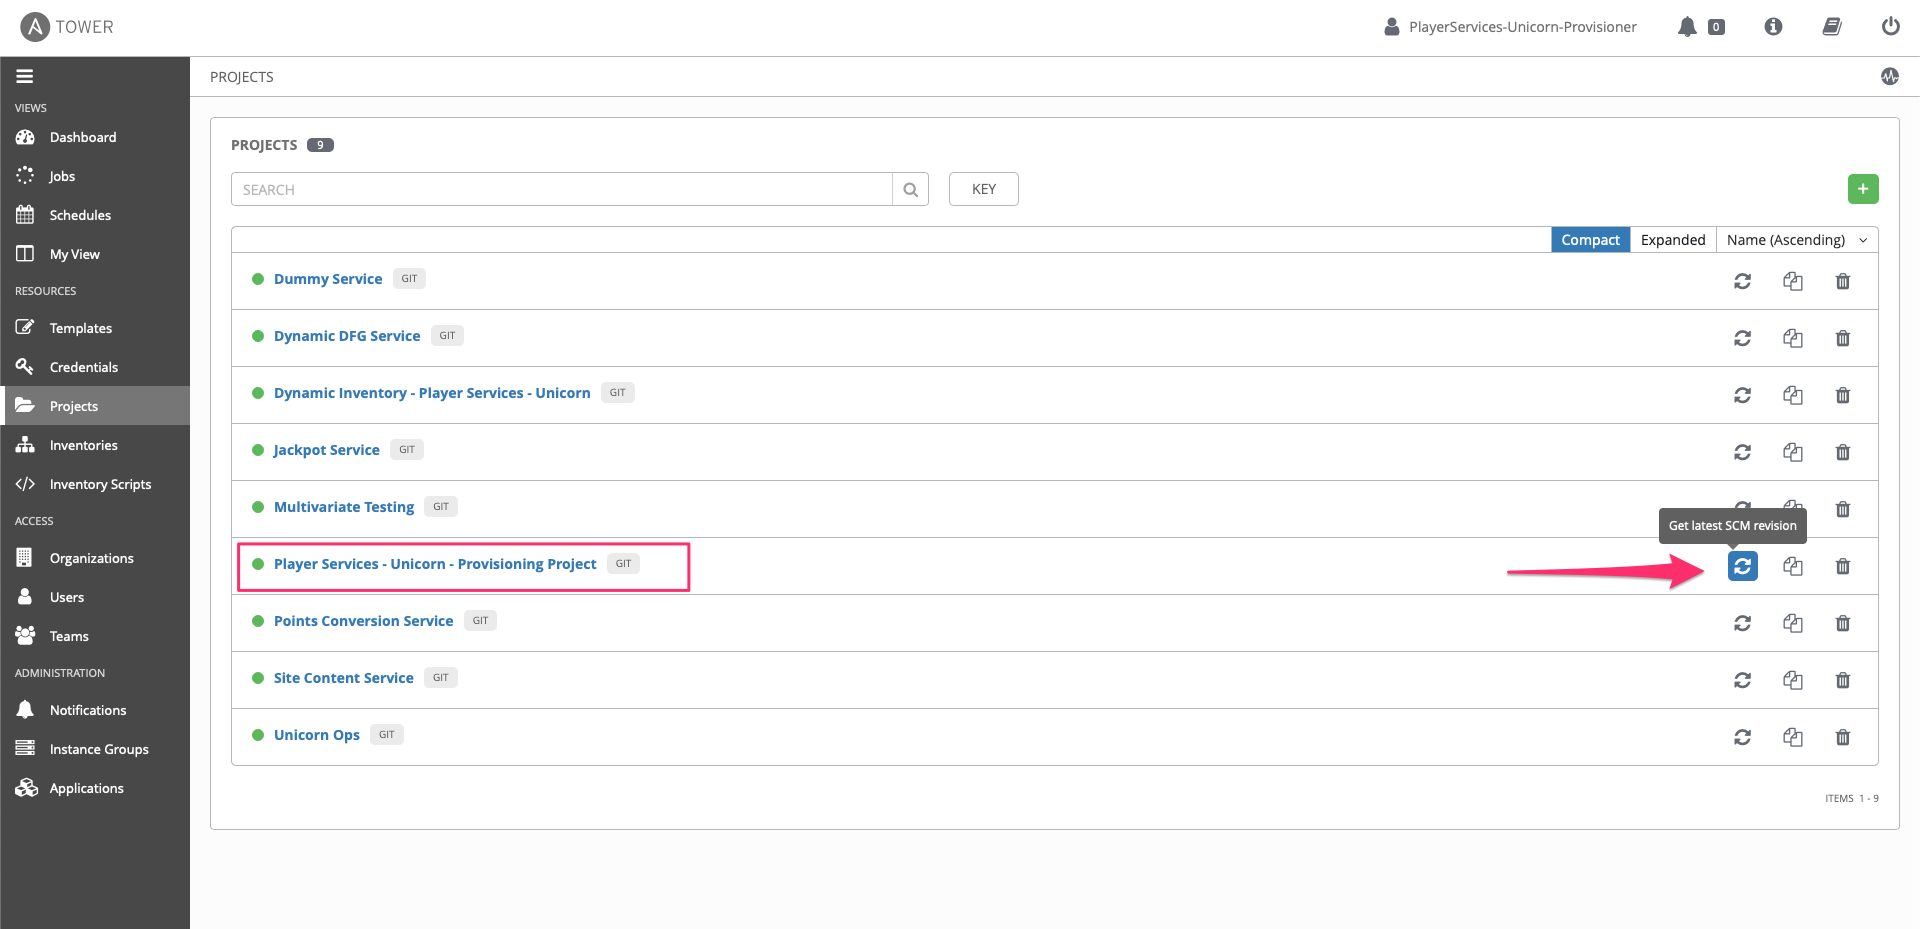 TOWER
PlayerServices-Unicorn-Provisioner
0
PROJECTS
VIEWS
Dashboard
Jobs
Schedules
My View
RESOURCES
Templates
Credentials
Projects
Inventories
Inventory Scripts
ACCESS
Organizations
Users
Teams
ADMINISTRATION
Notifications
Instance Groups
Applications
PROJECTS 9
SEARCH
KEY
Compact Expanded Name (Ascending)
Dummy Service GIT
Dynamic DFG Service GIT
Dynamic Inventory - Player Services - Unicorn GIT
Jackpot Service GIT
Multivariate Testing GIT
Get latest SCM revision
Player Services - Unicorn - Provisioning Project GIT
Points Conversion Service GIT
Site Content Service GIT
Unicorn Ops GIT
ITEMS 1 - 9